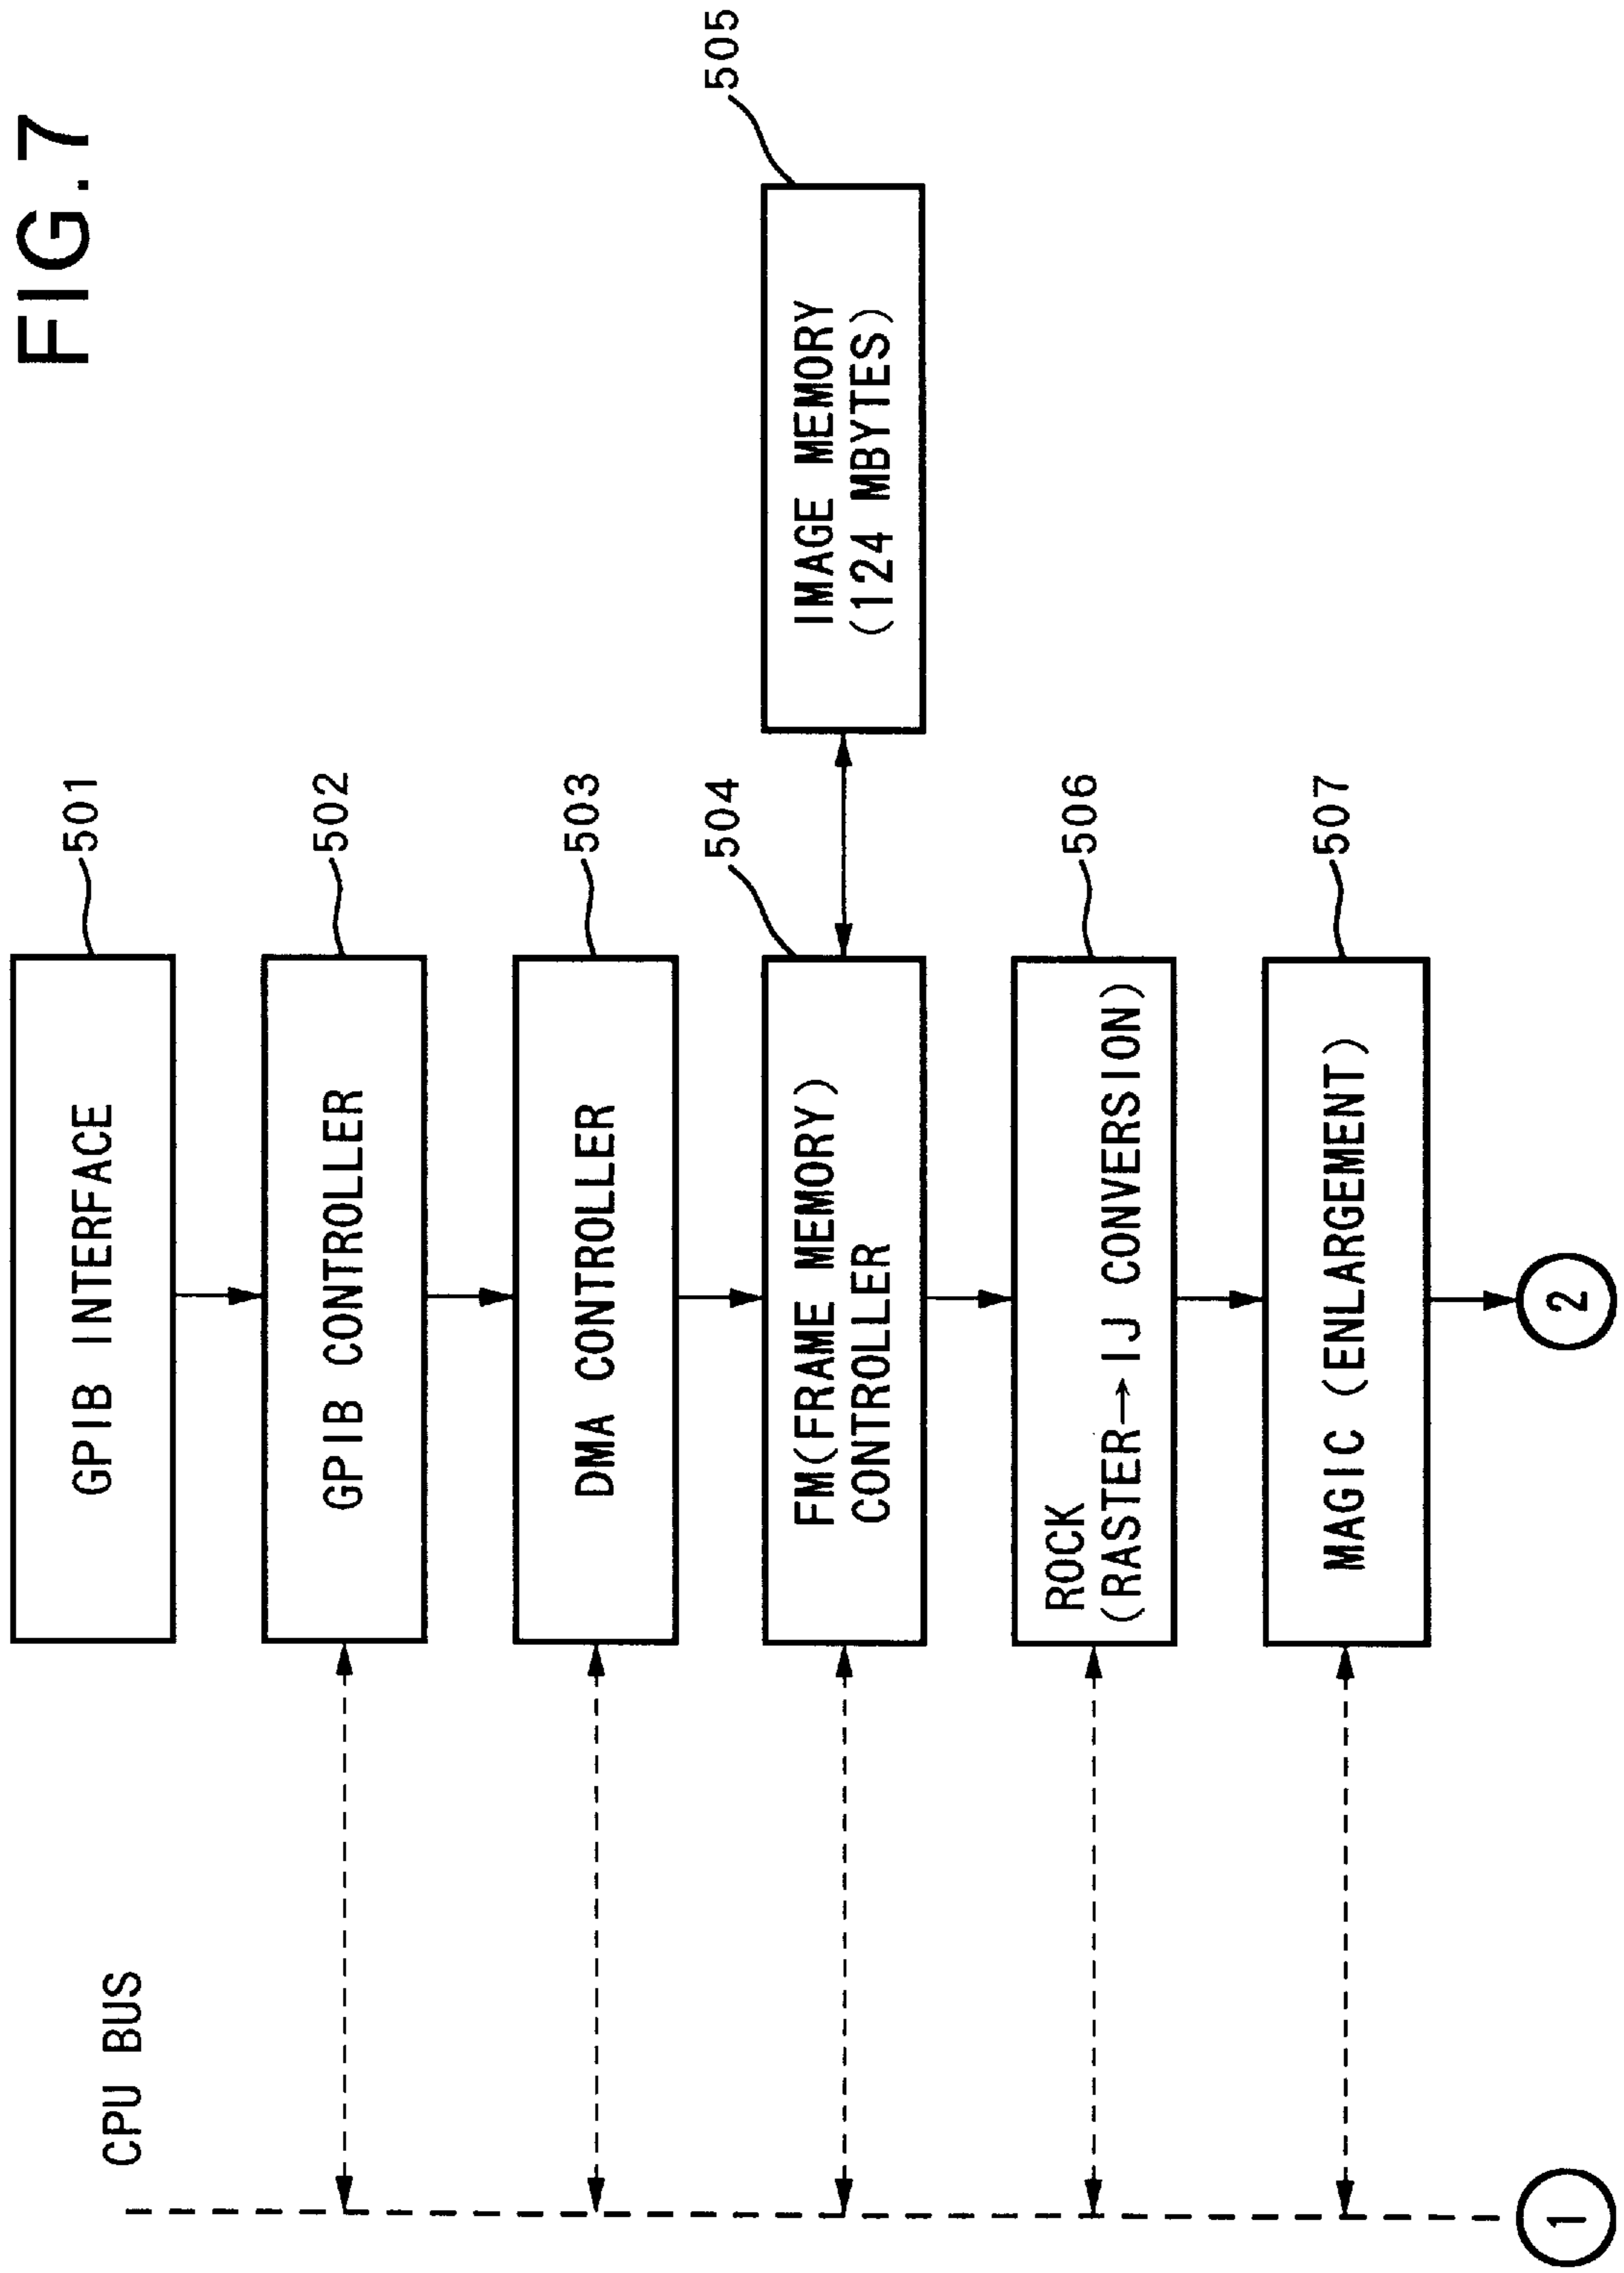 FIG.7
CPU BUS
GPIB INTERFACE
501
GPIB CONTROLLER
502
DMA CONTROLLER
503
FM(FRAME MEMORY)
CONTROLLER
504
IMAGE MEMORY
(124 MBYTES)
505
ROCK
(RASTER→IJ CONVERSION)
506
MAGIC (ENLARGEMENT)
507
1
2